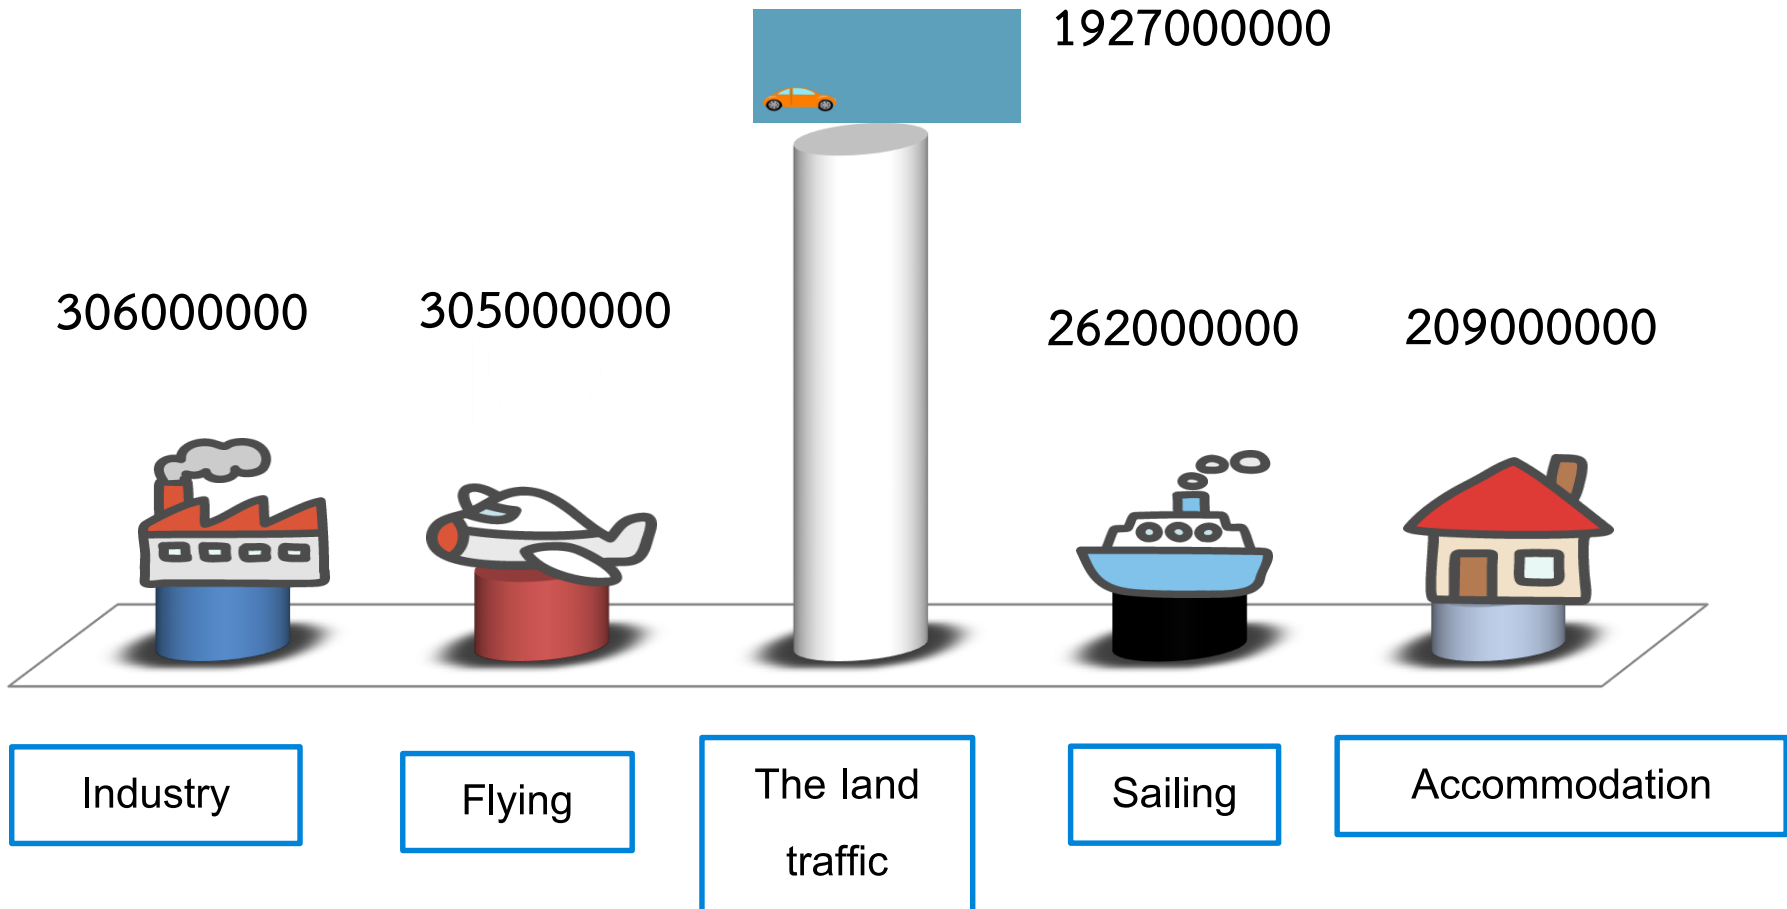 1927000000
306000000
305000000
262000000
209000000
Industry
Flying
The land
traffic
Sailing
Accommodation